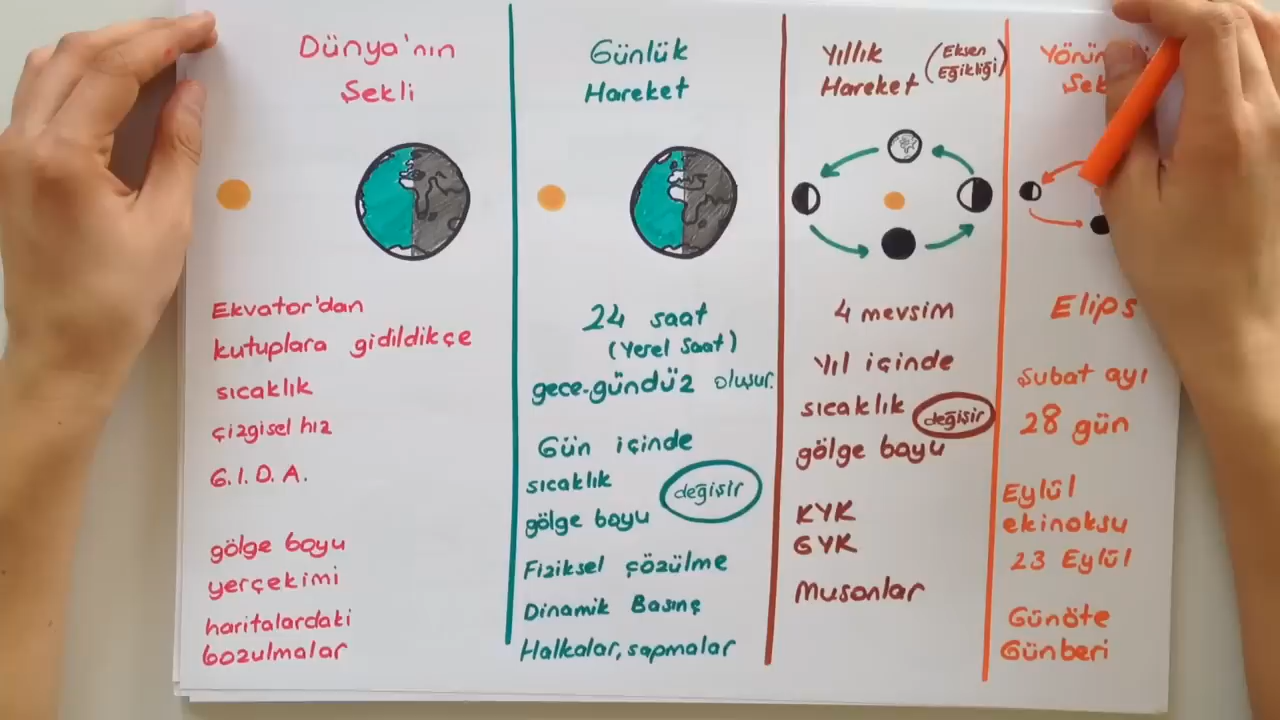 Dünya'nın
Şekli
Ekvator'dan
kutuplara gidildikçe
sıcaklık
çizgisel hız
G.I.D.A.
gölge boyu
yerçekimi
haritalardaki
bozulmalar
Günlük
Hareket
24 saat
(Yerel Saat)
gece-gündüz oluşur.
Gün içinde
sıcaklık
gölge boyu
değişir
Fiziksel çözülme
Dinamik Basınç
Halkalar, sapmalar
Yıllık
Hareket
(Eksen
Eğikliği)
4 mevsim
Yıl içinde
sıcaklık
gölge boyu
değişir
KYK
GYK
Musonlar
Elips
Şubat ayı
28 gün
Eylül
ekinoksu
23 Eylül
Günöte
Günberi